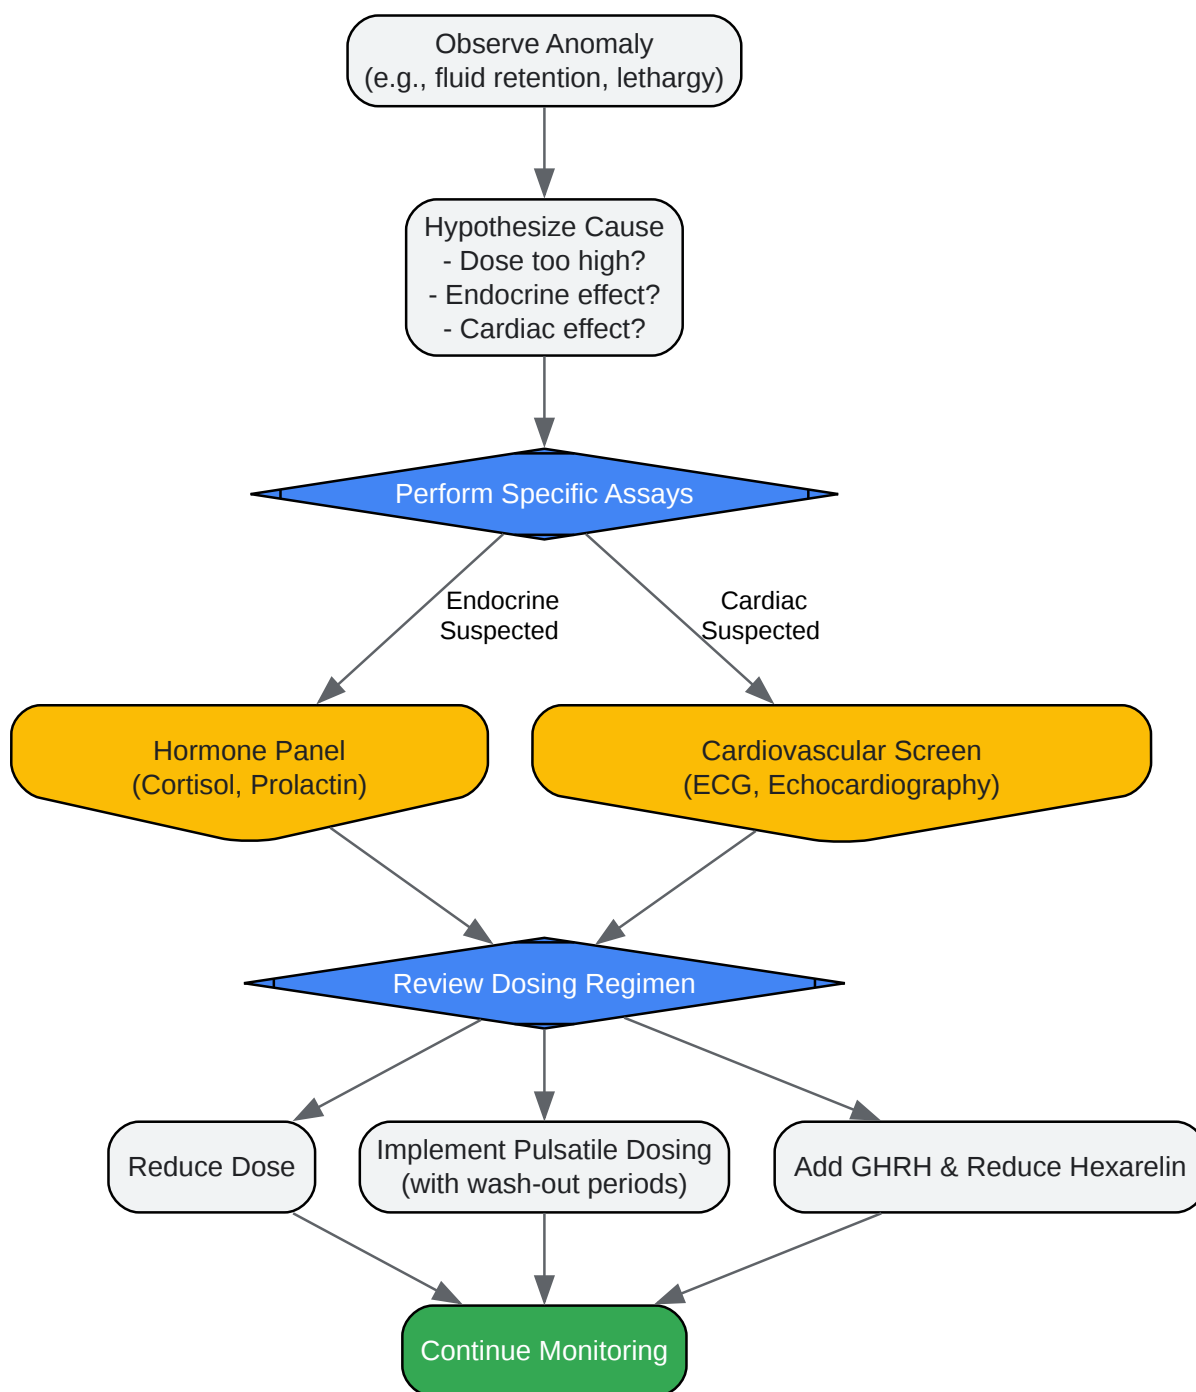 Observe Anomaly
(e.g., fluid retention, lethargy)
Hypothesize Cause
- Dose too high?
- Endocrine effect?
- Cardiac effect?
Perform Specific Assays
Endocrine
Suspected
Cardiac
Suspected
Hormone Panel
(Cortisol, Prolactin)
Cardiovascular Screen
(ECG, Echocardiography)
Review Dosing Regimen
Reduce Dose
Implement Pulsatile Dosing
(with wash-out periods)
Add GHRH & Reduce Hexarelin
Continue Monitoring